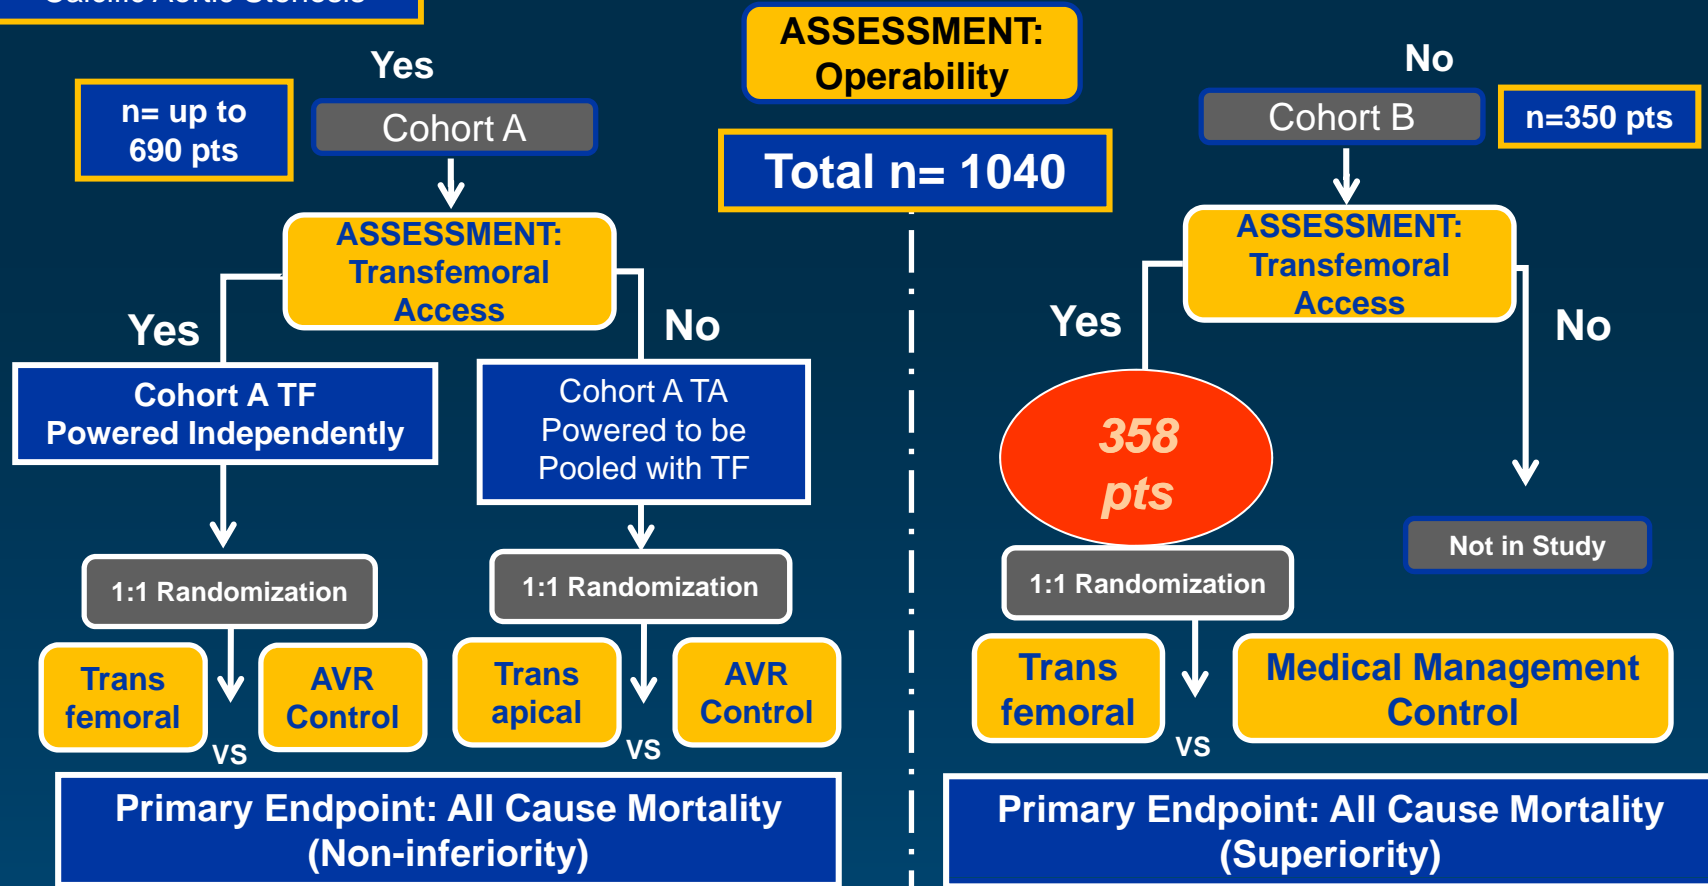 Calcific Aortic Stenosis
ASSESSMENT:
Operability
Yes
No
n= up to
690 pts
Cohort A
Total n= 1040
Cohort B
n=350 pts
ASSESSMENT:
Transfemoral
Access
ASSESSMENT:
Transfemoral
Access
Yes
No
Yes
No
Cohort A TF
Powered Independently
Cohort A TA
Powered to be
Pooled with TF
358
pts
Not in Study
1:1 Randomization
1:1 Randomization
1:1 Randomization
Trans
femoral
VS
AVR
Control
Trans
apical
VS
AVR
Control
Trans
femoral
VS
Medical Management
Control
Primary Endpoint: All Cause Mortality
(Non-inferiority)
Primary Endpoint: All Cause Mortality
(Superiority)